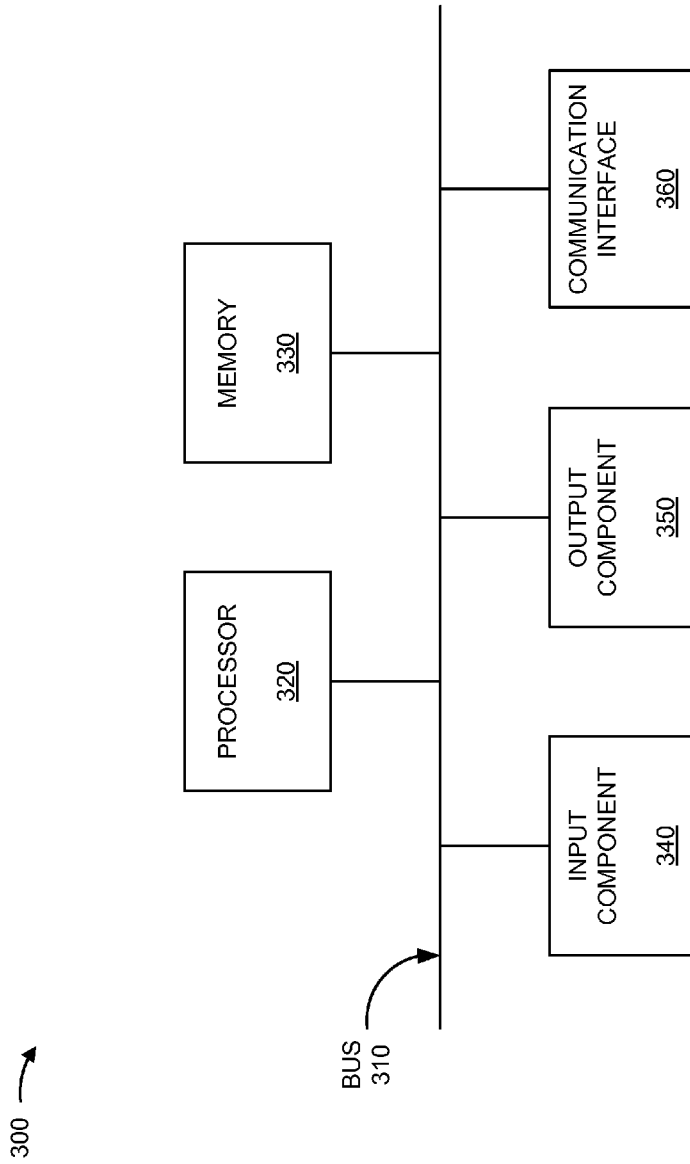 300
PROCESSOR
320
MEMORY
330
BUS
310
INPUT
COMPONENT
340
OUTPUT
COMPONENT
350
COMMUNICATION
INTERFACE
360